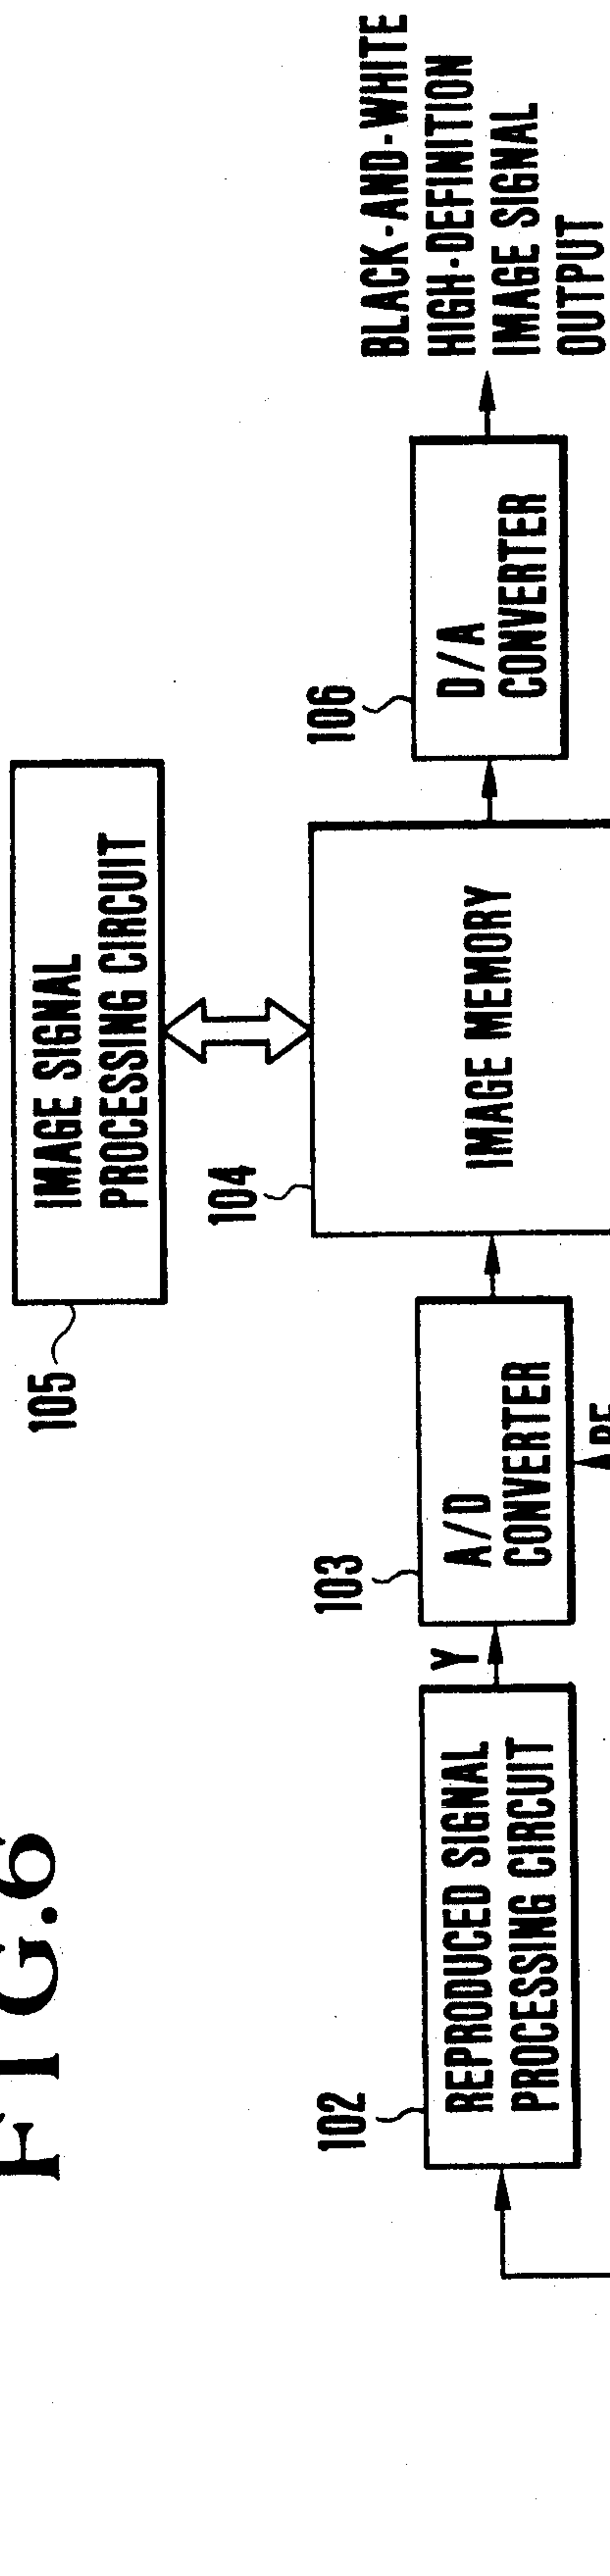 FIG.6
105
IMAGE SIGNAL
PROCESSING CIRCUIT
102
REPRODUCED SIGNAL
PROCESSING CIRCUIT
Y
103
A/D
CONVERTER
104
IMAGE MEMORY
106
D/A
CONVERTER
BLACK-AND-WHITE
HIGH-DEFINITION
IMAGE SIGNAL
OUTPUT